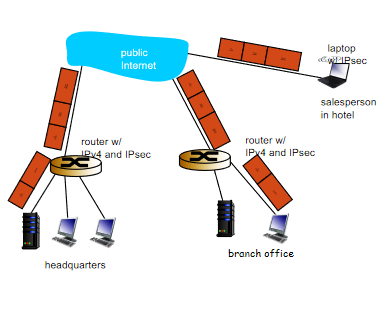 public
Internet
laptop
w/ IPsec
salesperson
in hotel
router w/
IPv4 and IPsec
router w/
IPv4 and IPsec
branch office
headquarters